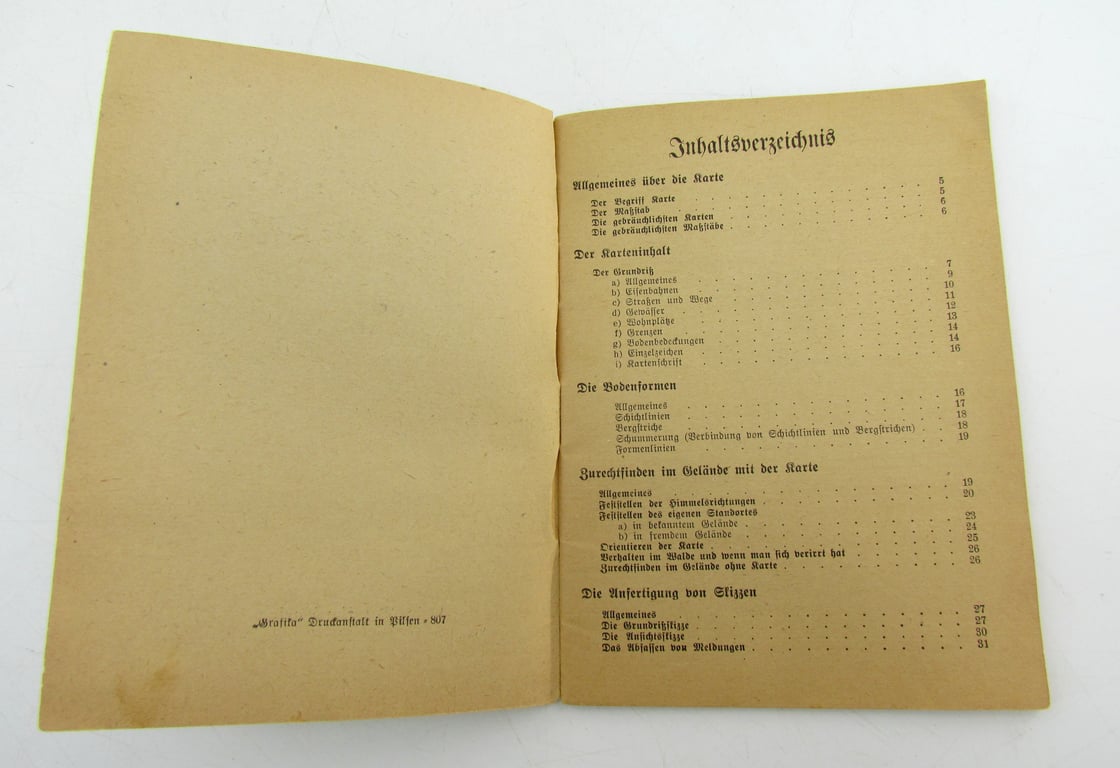 „Grafika“ Druckanstalt in Pilsen - 807
Inhaltsverzeichnis
Allgemeines über die Karte
Der Begriff Karte . . . . . . . . . . 5
Der Maßstab . . . . . . . . . . 5
Die gebräuchlichsten Karten . . . . . . . . . . 6
Die gebräuchlichsten Maßstäbe . . . . . . . . . . 6
Der Karteninhalt
Der Grundriß
a) Allgemeines . . . . . . . . . . 7
b) Eisenbahnen . . . . . . . . . . 9
c) Straßen und Wege . . . . . . . . . . 10
d) Gewässer . . . . . . . . . . 11
e) Wohnplätze . . . . . . . . . . 12
f) Grenzen . . . . . . . . . . 13
g) Bodenbedeckungen . . . . . . . . . . 14
h) Einzelzeichen . . . . . . . . . . 14
i) Kartenschrift . . . . . . . . . . 16
Die Bodenformen
Allgemeines . . . . . . . . . . 16
Schichtlinien . . . . . . . . . . 17
Bergstriche . . . . . . . . . . 18
Schummerung (Verbindung von Schichtlinien und Bergstrichen) . . 18
Formenlinien . . . . . . . . . . 19
Zurechtfinden im Gelände mit der Karte
Allgemeines . . . . . . . . . . 19
Feststellen der Himmelsrichtungen . . . . . . . . . . 20
Feststellen des eigenen Standortes
a) in bekanntem Gelände . . . . . . . . . . 23
b) in fremdem Gelände . . . . . . . . . . 24
Orientieren der Karte . . . . . . . . . . 25
Verhalten im Walde und wenn man sich verirrt hat . . . . . . 26
Zurechtfinden im Gelände ohne Karte . . . . . . . . . . 26
Die Anfertigung von Skizzen
Allgemeines . . . . . . . . . . 27
Die Grundrißskizze . . . . . . . . . . 27
Die Ansichtsskizze . . . . . . . . . . 30
Das Abfassen von Meldungen . . . . . . . . . . 31